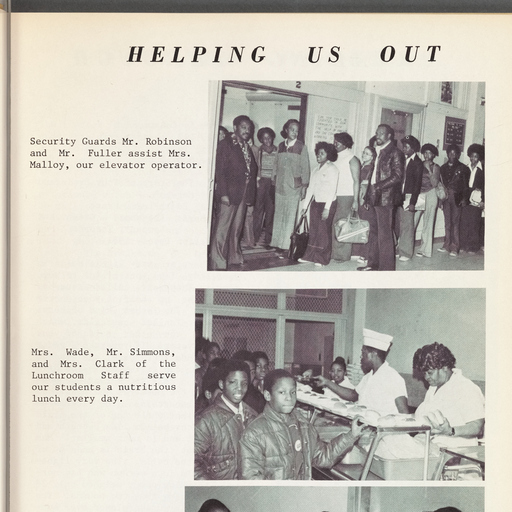 HELPING US OUT
Security Guards Mr. Robinson
and Mr. Fuller assist Mrs.
Malloy, our elevator operator.
2
Mrs. Wade, Mr. Simmons,
and Mrs. Clark of the
Lunchroom Staff serve
our students a nutritious
lunch every day.